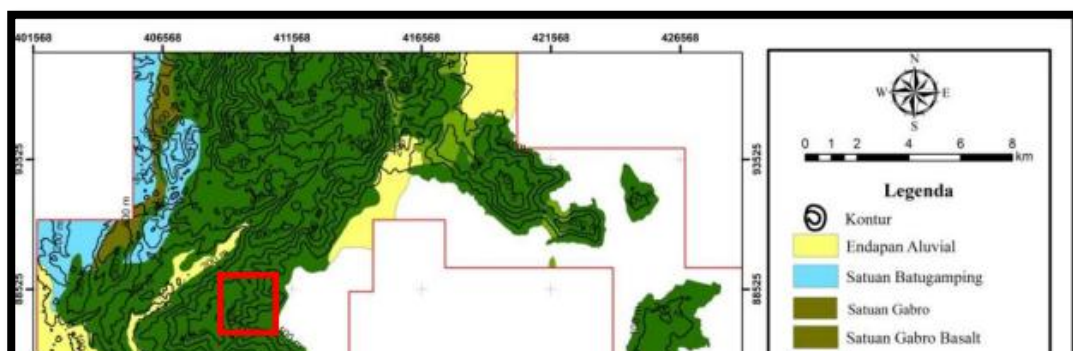 401568 406568 411568 416568 421568 426568
N
W E
S
93525 93525
0 1 2 4 6 8
km
Legenda
Kontur
Endapan Aluvial
88525 88525
Satuan Batugamping
Satuan Gabro
Satuan Gabro Basalt